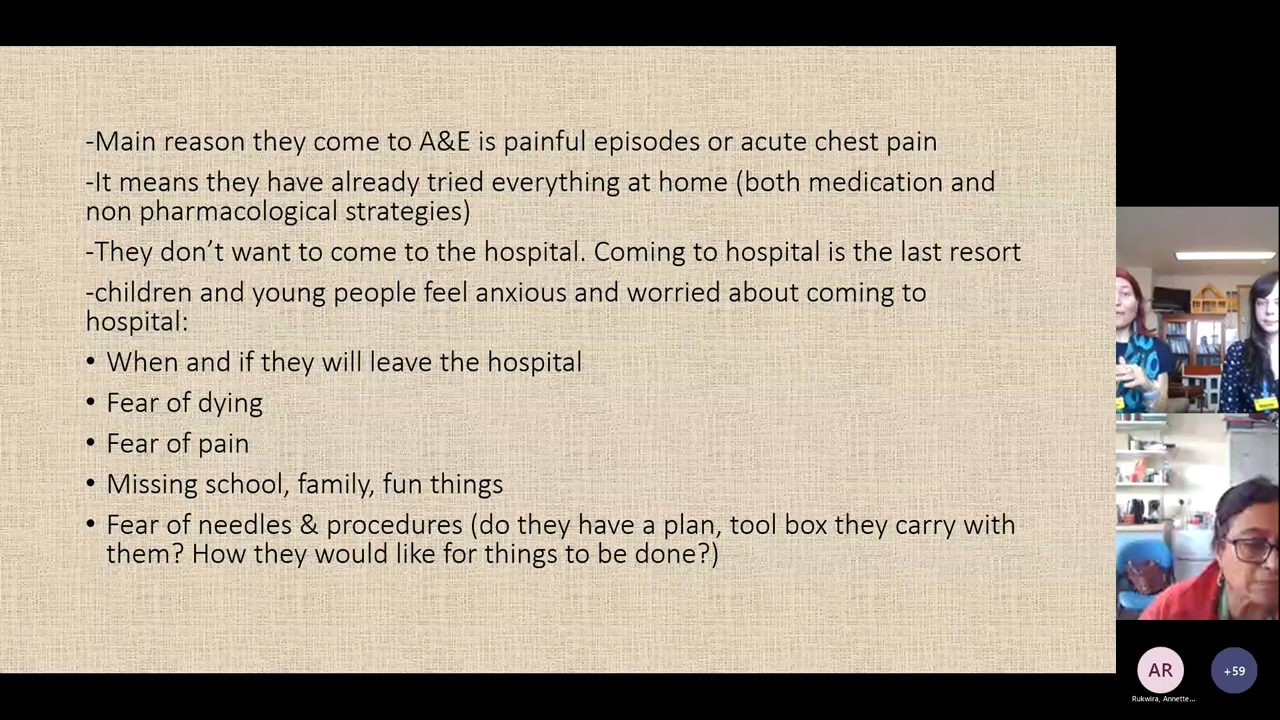 -Main reason they come to A&E is painful episodes or acute chest pain
-It means they have already tried everything at home (both medication and
non pharmacological strategies)
-They don’t want to come to the hospital. Coming to hospital is the last resort
-children and young people feel anxious and worried about coming to
hospital:
• When and if they will leave the hospital
• Fear of dying
• Fear of pain
• Missing school, family, fun things
• Fear of needles & procedures (do they have a plan, tool box they carry with
them? How they would like for things to be done?)
AR
+59
Rukwira, Annette...